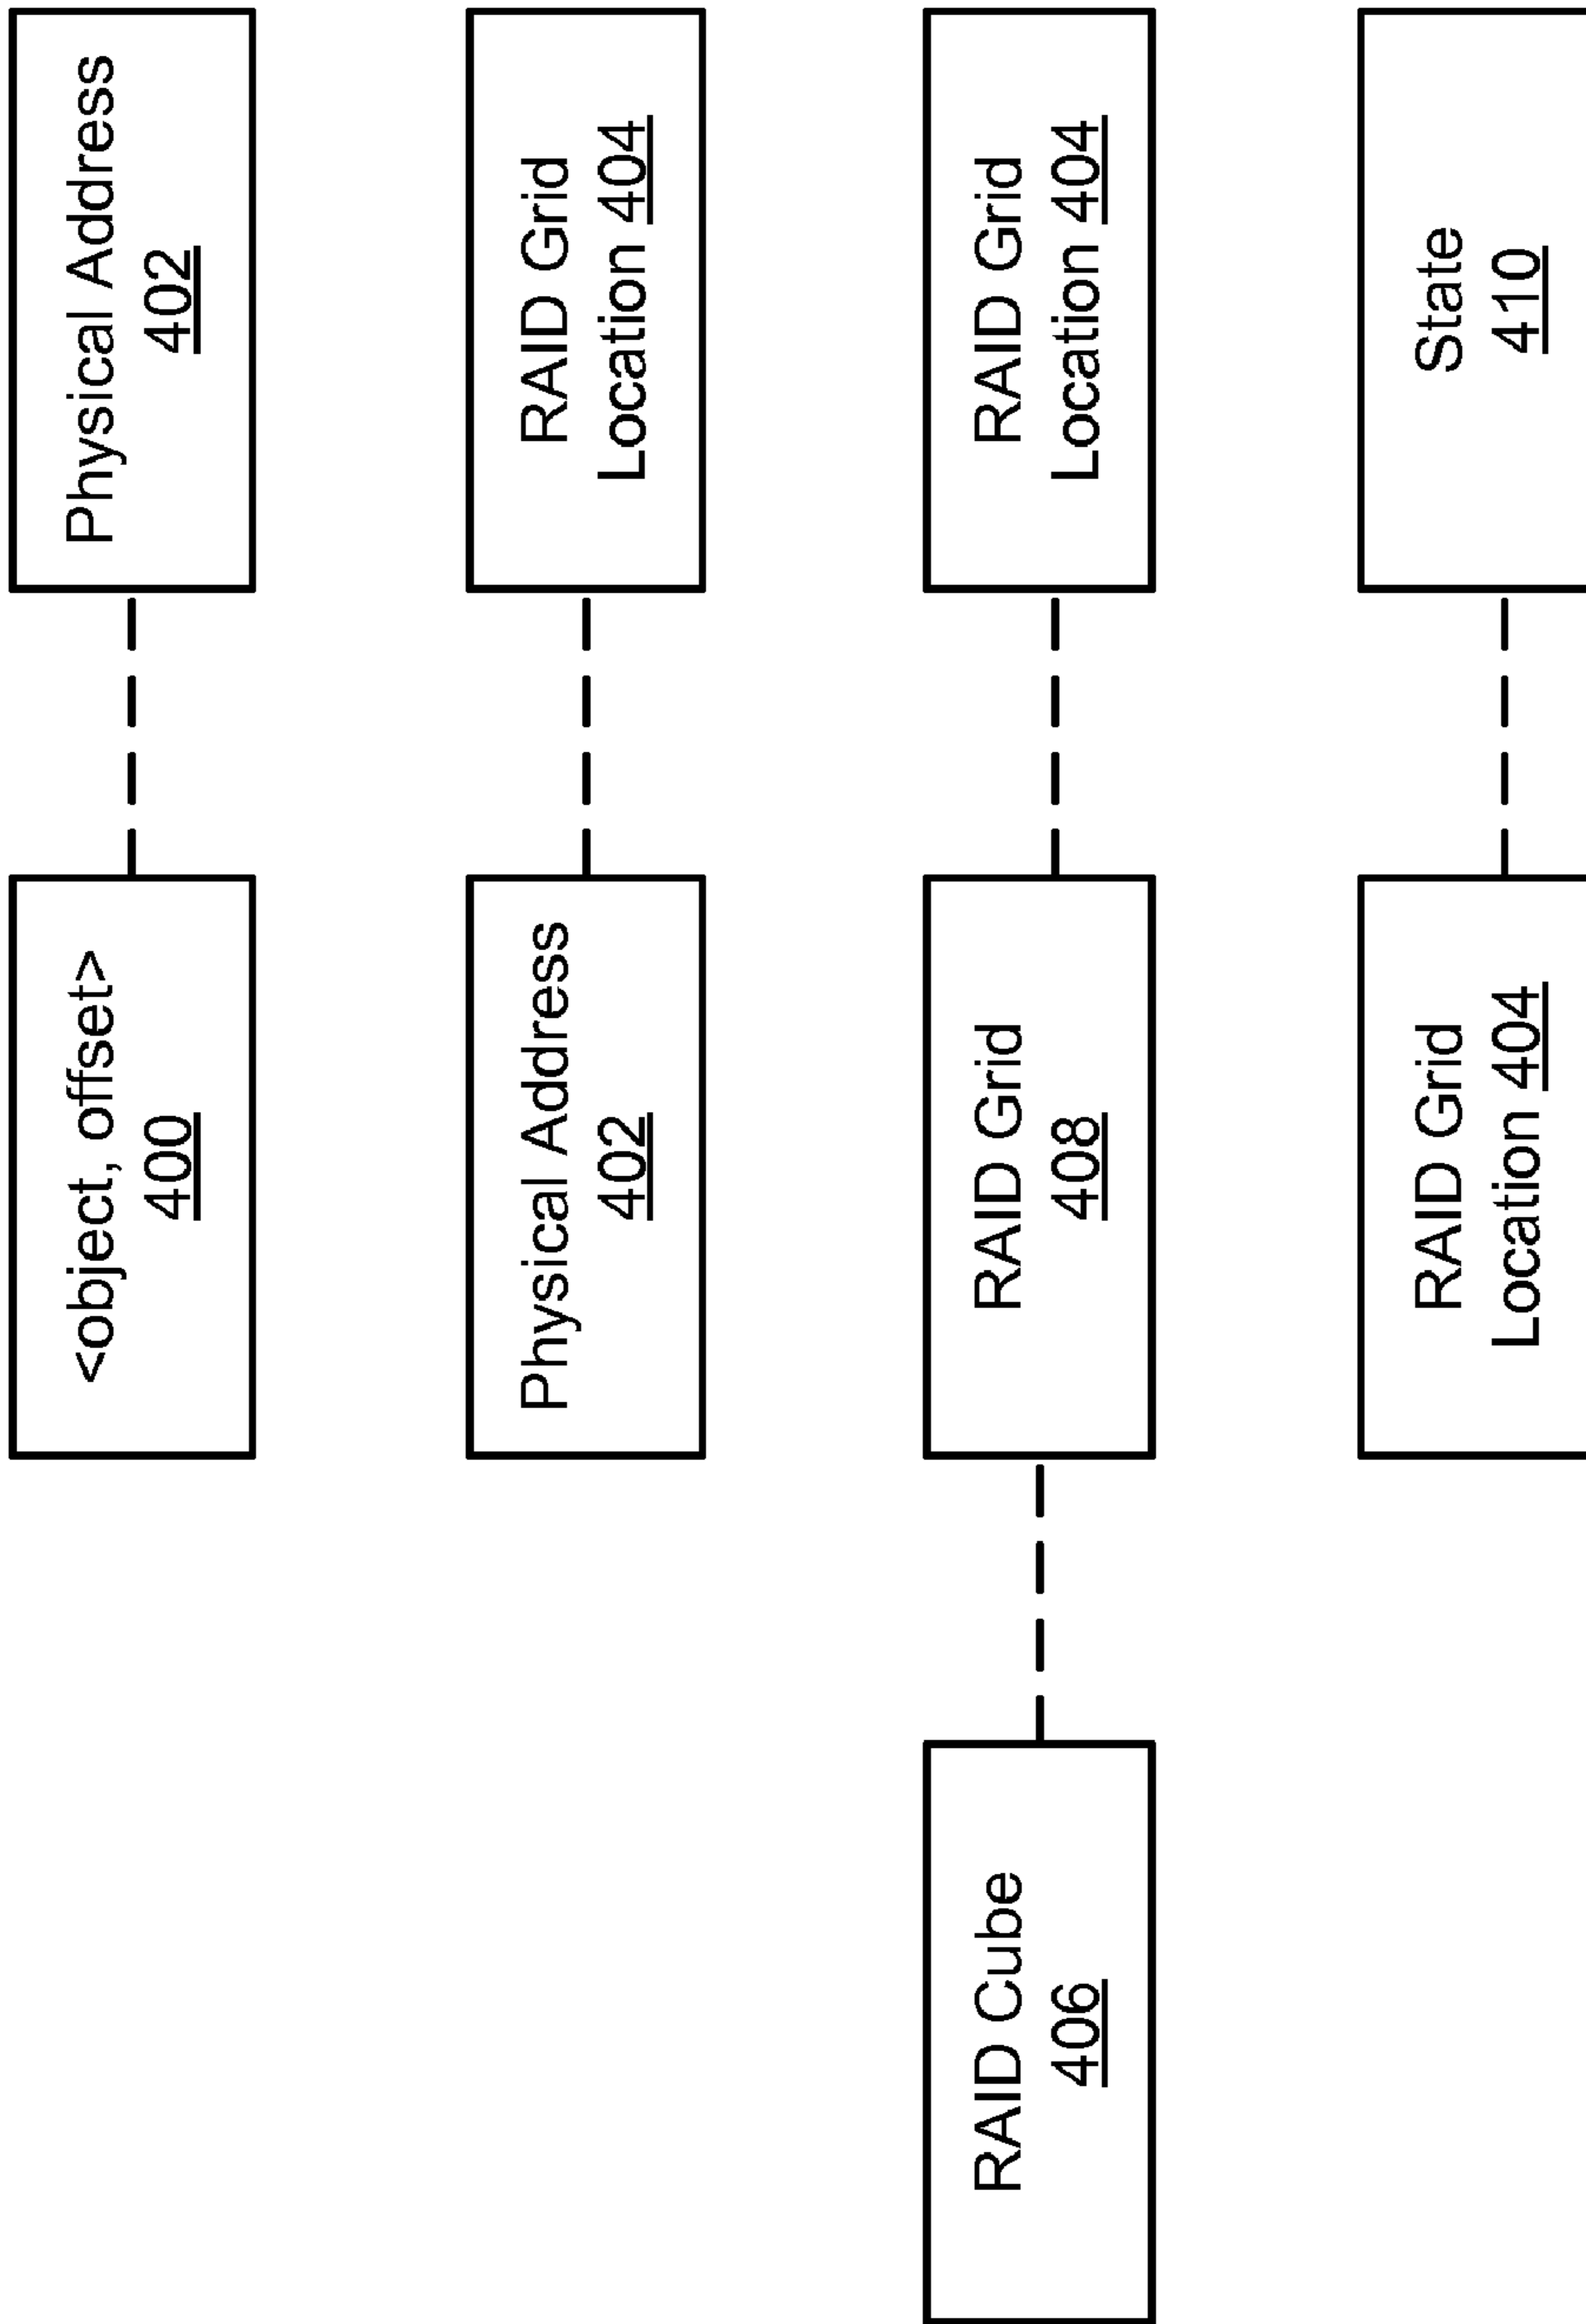 <object, offset>
400
Physical Address
402
Physical Address
402
RAID Grid
Location 404
RAID Cube
406
RAID Grid
408
RAID Grid
Location 404
RAID Grid
Location 404
State
410